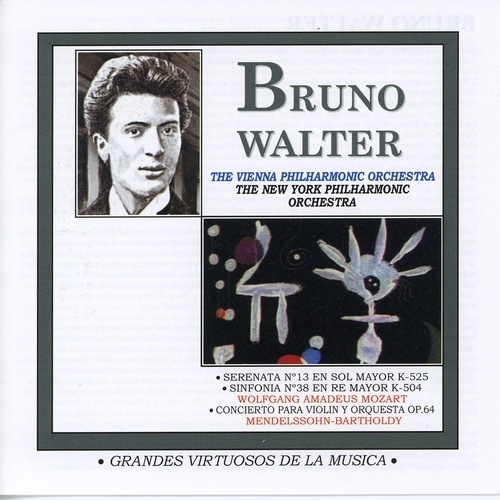 BRUNO
WALTER
THE VIENNA PHILHARMONIC ORCHESTRA
THE NEW YORK PHILHARMONIC
ORCHESTRA
• SERENATA Nº13 EN SOL MAYOR K-525
• SINFONIA Nº38 EN RE MAYOR K-504
WOLFGANG AMADEUS MOZART
• CONCIERTO PARA VIOLIN Y ORQUESTA OP.64
MENDELSSOHN-BARTHOLDY
• GRANDES VIRTUOSOS DE LA MUSICA •